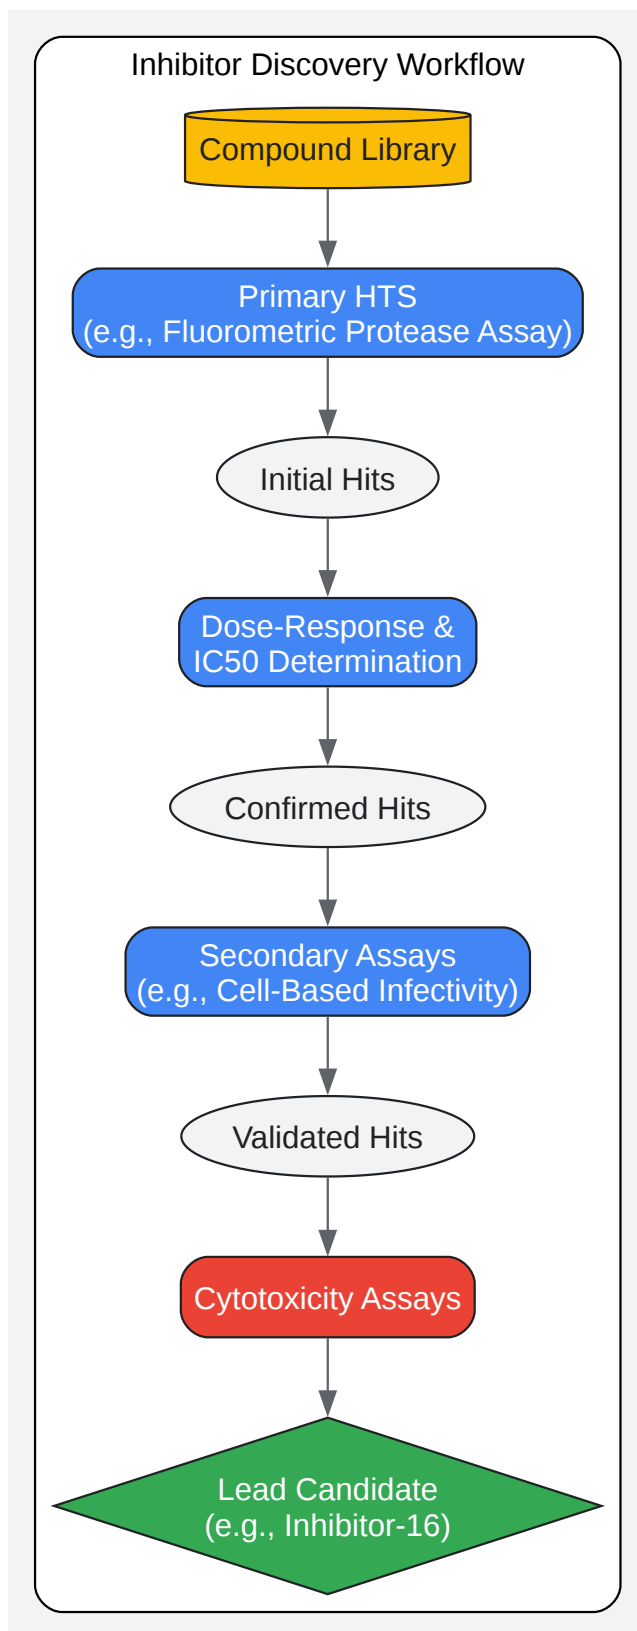 Inhibitor Discovery Workflow
Compound Library
Primary HTS
(e.g., Fluorometric Protease Assay)
Initial Hits
Dose-Response &
IC50 Determination
Confirmed Hits
Secondary Assays
(e.g., Cell-Based Infectivity)
Validated Hits
Cytotoxicity Assays
Lead Candidate
(e.g., Inhibitor-16)